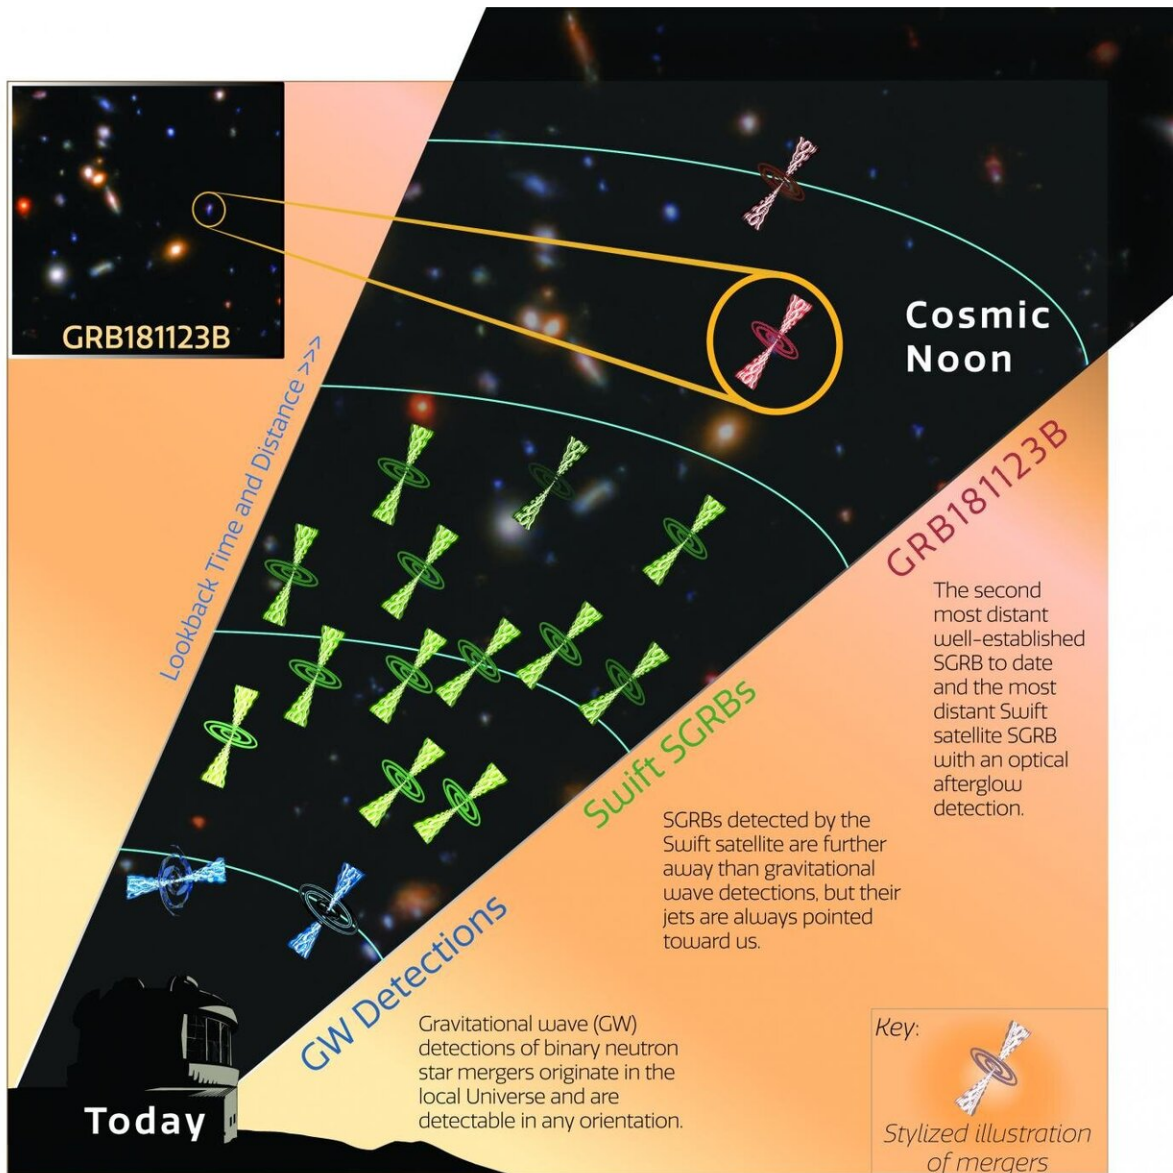 GRB181123B
Lookback Time and Distance >>>
Cosmic
Noon
GRB181123B
The second
most distant
well-established
SGRB to date
and the most
distant Swift
satellite SGRB
with an optical
afterglow
detection.
Swift SGRBs
SGRBs detected by the
Swift satellite are further
away than gravitational
wave detections, but their
jets are always pointed
toward us.
GW Detections
Gravitational wave (GW)
detections of binary neutron
star mergers originate in the
local Universe and are
detectable in any orientation.
Today
Key:
Stylized illustration
of mergers